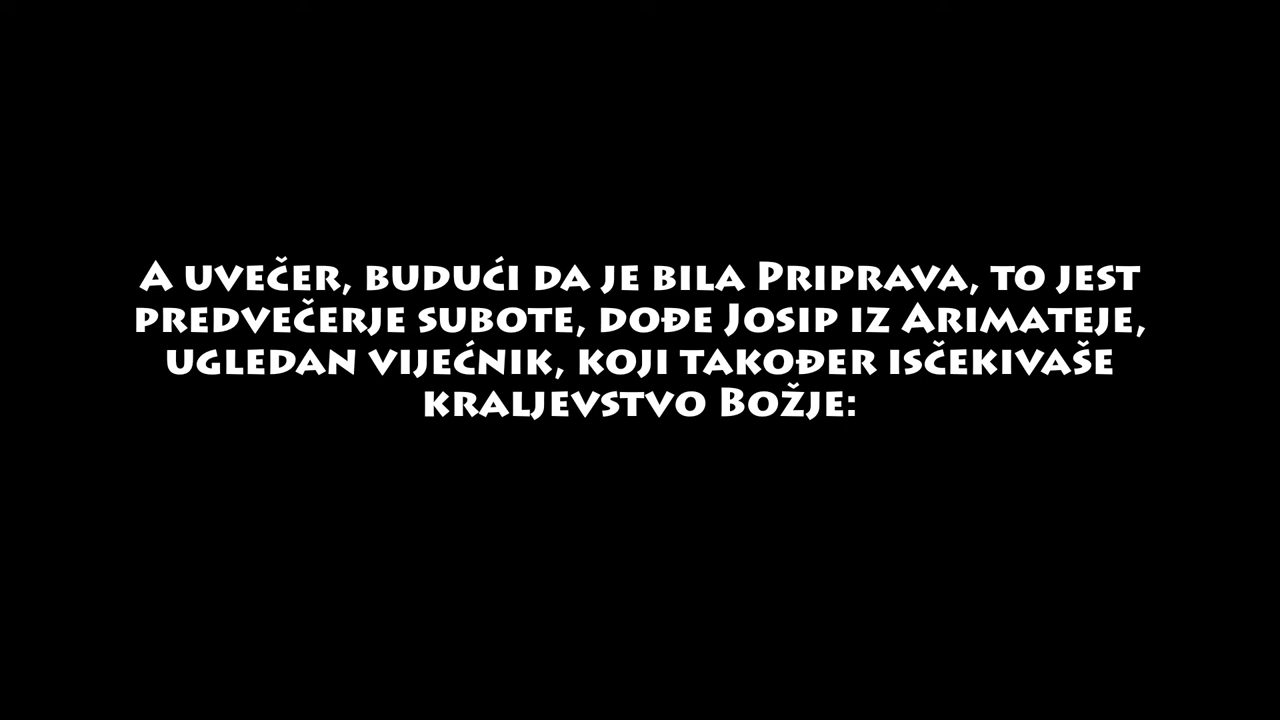 A uvečer, budući da je bila Priprava, to jest
predvečerje subote, dođe Josip iz Arimateje,
ugledan vijećnik, koji također isčekivaše
kraljevstvo Božje: